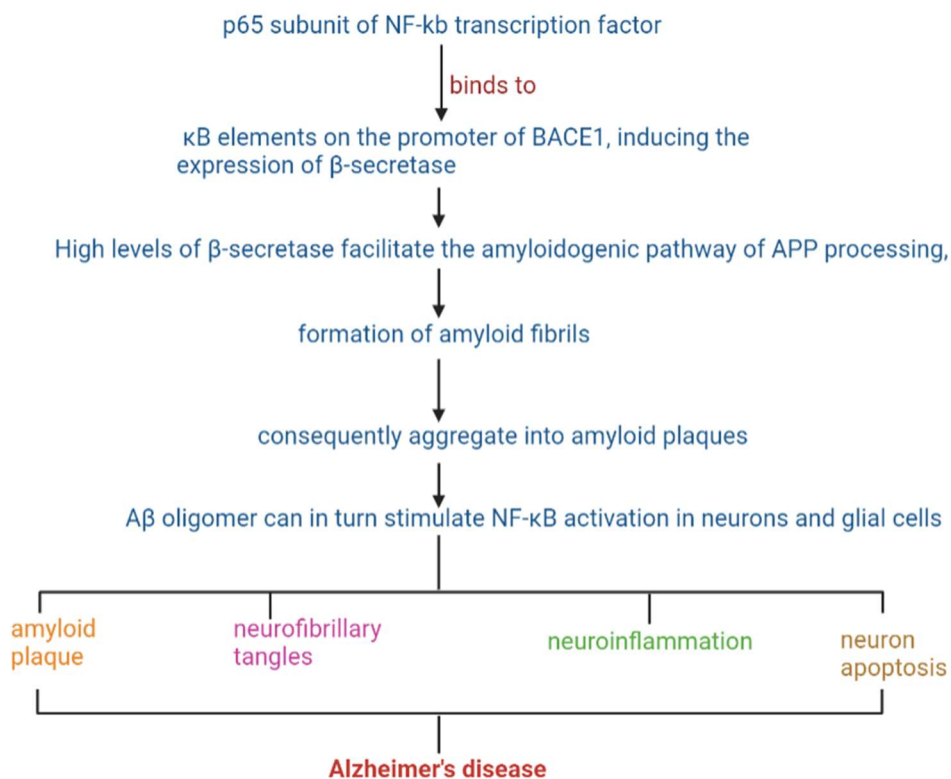 p65 subunit of NF-kb transcription factor
binds to
κB elements on the promoter of BACE1, inducing the
expression of β-secretase
High levels of β-secretase facilitate the amyloidogenic pathway of APP processing,
formation of amyloid fibrils
consequently aggregate into amyloid plaques
Aβ oligomer can in turn stimulate NF-κB activation in neurons and glial cells
amyloid
plaque
neurofibrillary
tangles
neuroinflammation
neuron
apoptosis
Alzheimer's disease